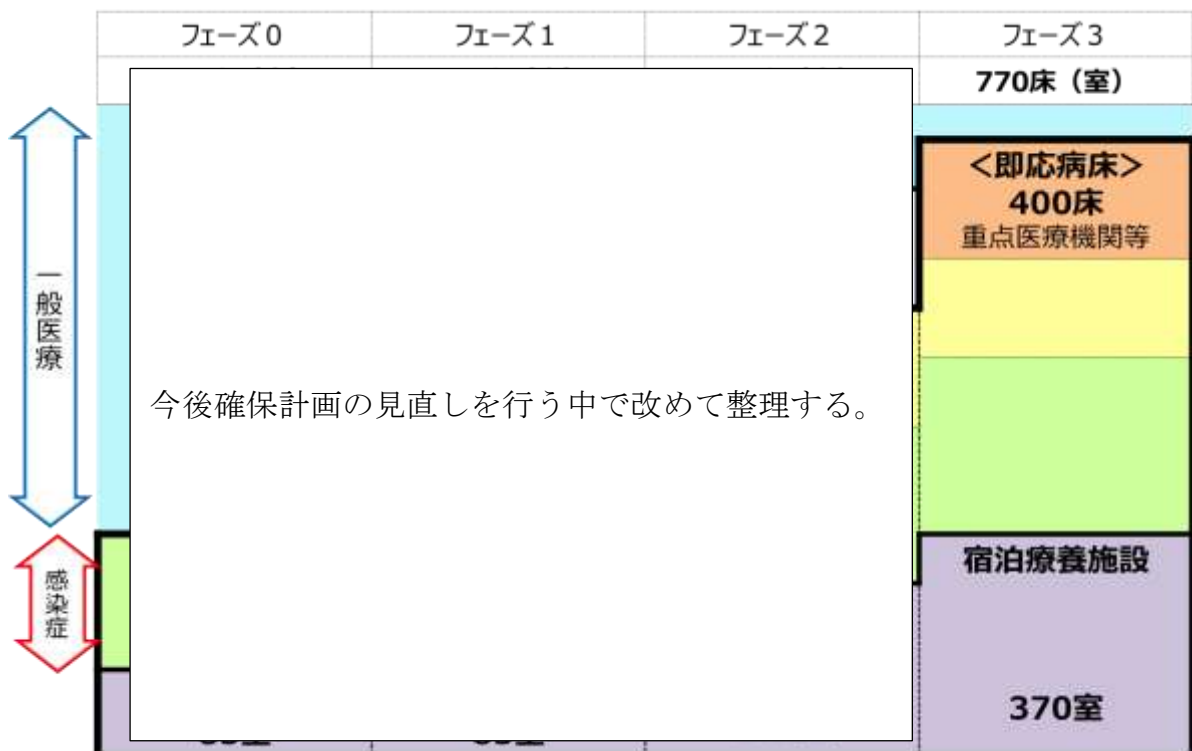 フェーズ0
フェーズ1
フェーズ2
フェーズ3
770床（室）
一般医療
感染症
今後確保計画の見直しを行う中で改めて整理する。
＜即応病床＞
400床
重点医療機関等
宿泊療養施設
370室